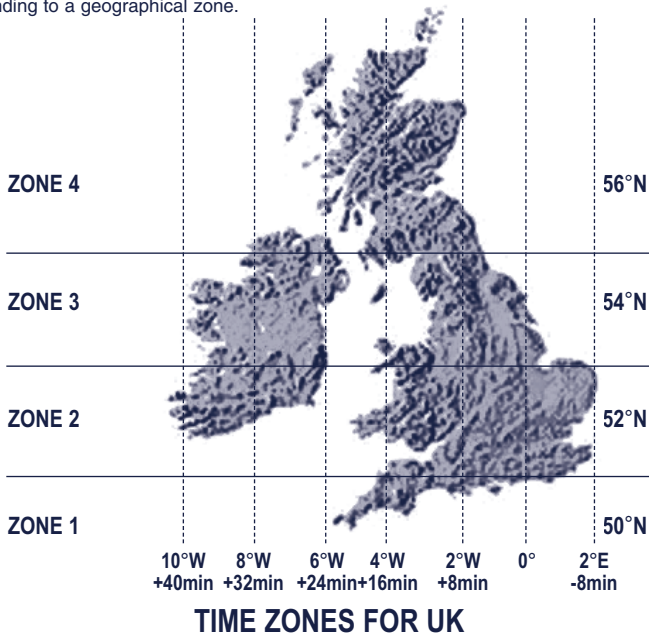 nding to a geographical zone.
ZONE 4 56°N
ZONE 3 54°N
ZONE 2 52°N
ZONE 1 50°N
10°W 8°W 6°W 4°W 2°W 0° 2°E
+40min +32min +24min +16min +8min -8min
TIME ZONES FOR UK